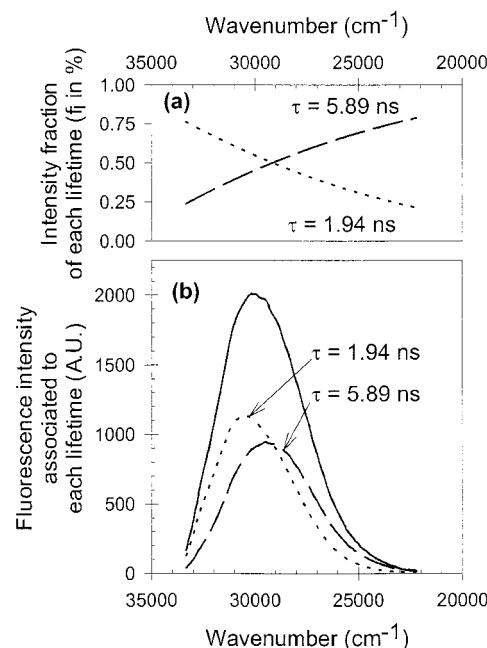 Wavenumber (cm-1)
35000 30000 25000 20000
Intensity fraction
of each lifetime (fi in %)
1.00
0.75
0.50
0.25
0.00
(a)
τ = 5.89 ns
τ = 1.94 ns
Fluorescence intensity
associated to
each lifetime (A.U.)
2000
1500
1000
500
0
(b)
τ = 1.94 ns
τ = 5.89 ns
35000 30000 25000 20000
Wavenumber (cm-1)